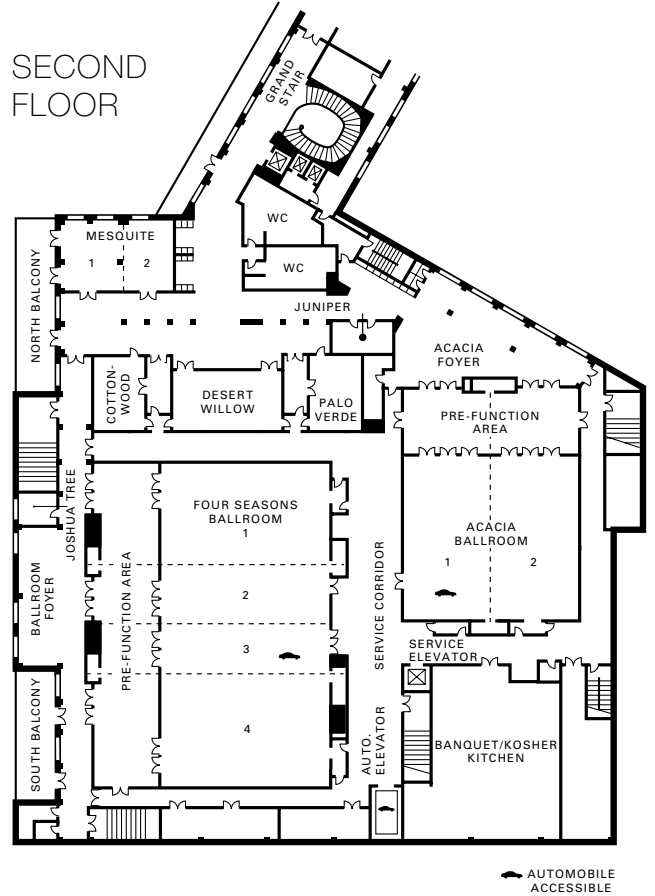 SECOND
FLOOR
GRAND
STAIR
WC
MESQUITE
1
2
WC
NORTH BALCONY
JUNIPER
ACACIA
FOYER
COTTON-
WOOD
DESERT
WILLOW
PALO
VERDE
PRE-FUNCTION
AREA
JOSHUA TREE
FOUR SEASONS
BALLROOM
1
ACACIA
BALLROOM
1
2
BALLROOM
FOYER
PRE-FUNCTION AREA
2
SERVICE CORRIDOR
3
SERVICE
ELEVATOR
SOUTH BALCONY
4
AUTO.
ELEVATOR
BANQUET/KOSHER
KITCHEN
AUTOMOBILE
ACCESSIBLE